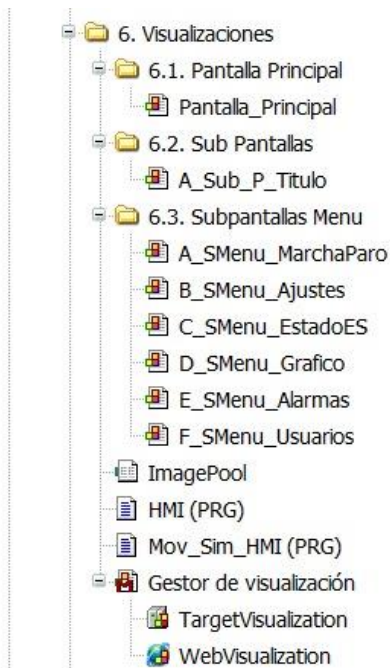 6. Visualizaciones
6.1. Pantalla Principal
Pantalla_Principal
6.2. Sub Pantallas
A_Sub_P_Titulo
6.3. Subpantallas Menu
A_SMenu_MarchaParo
B_SMenu_Ajustes
C_SMenu_EstadoES
D_SMenu_Grafico
E_SMenu_Alarmas
F_SMenu_Usuarios
ImagePool
HMI (PRG)
Mov_Sim_HMI (PRG)
Gestor de visualización
TargetVisualization
WebVisualization